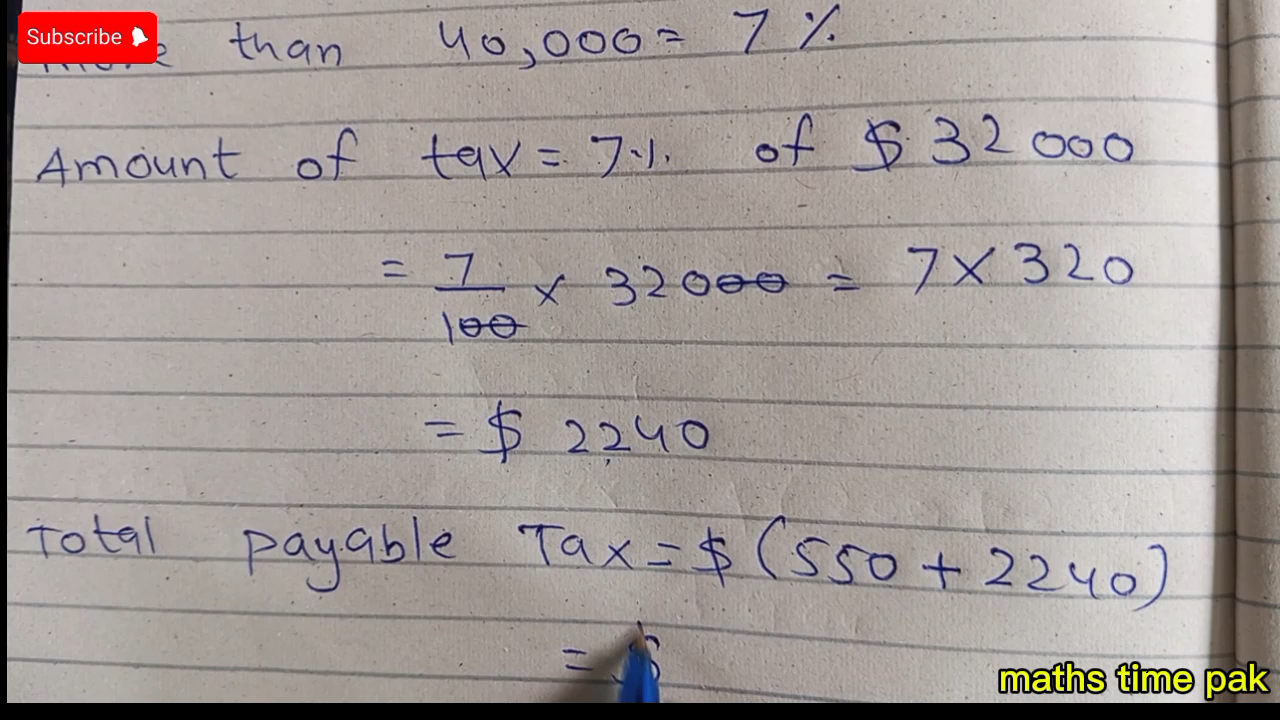 Subscribe
than 40,000 = 7 %
Amount of tax = 7% of $ 32000
= 7/100 × 32000 = 7 × 320
= $ 2240
Total payable Tax = $ (550 + 2240)
= $
maths time pak